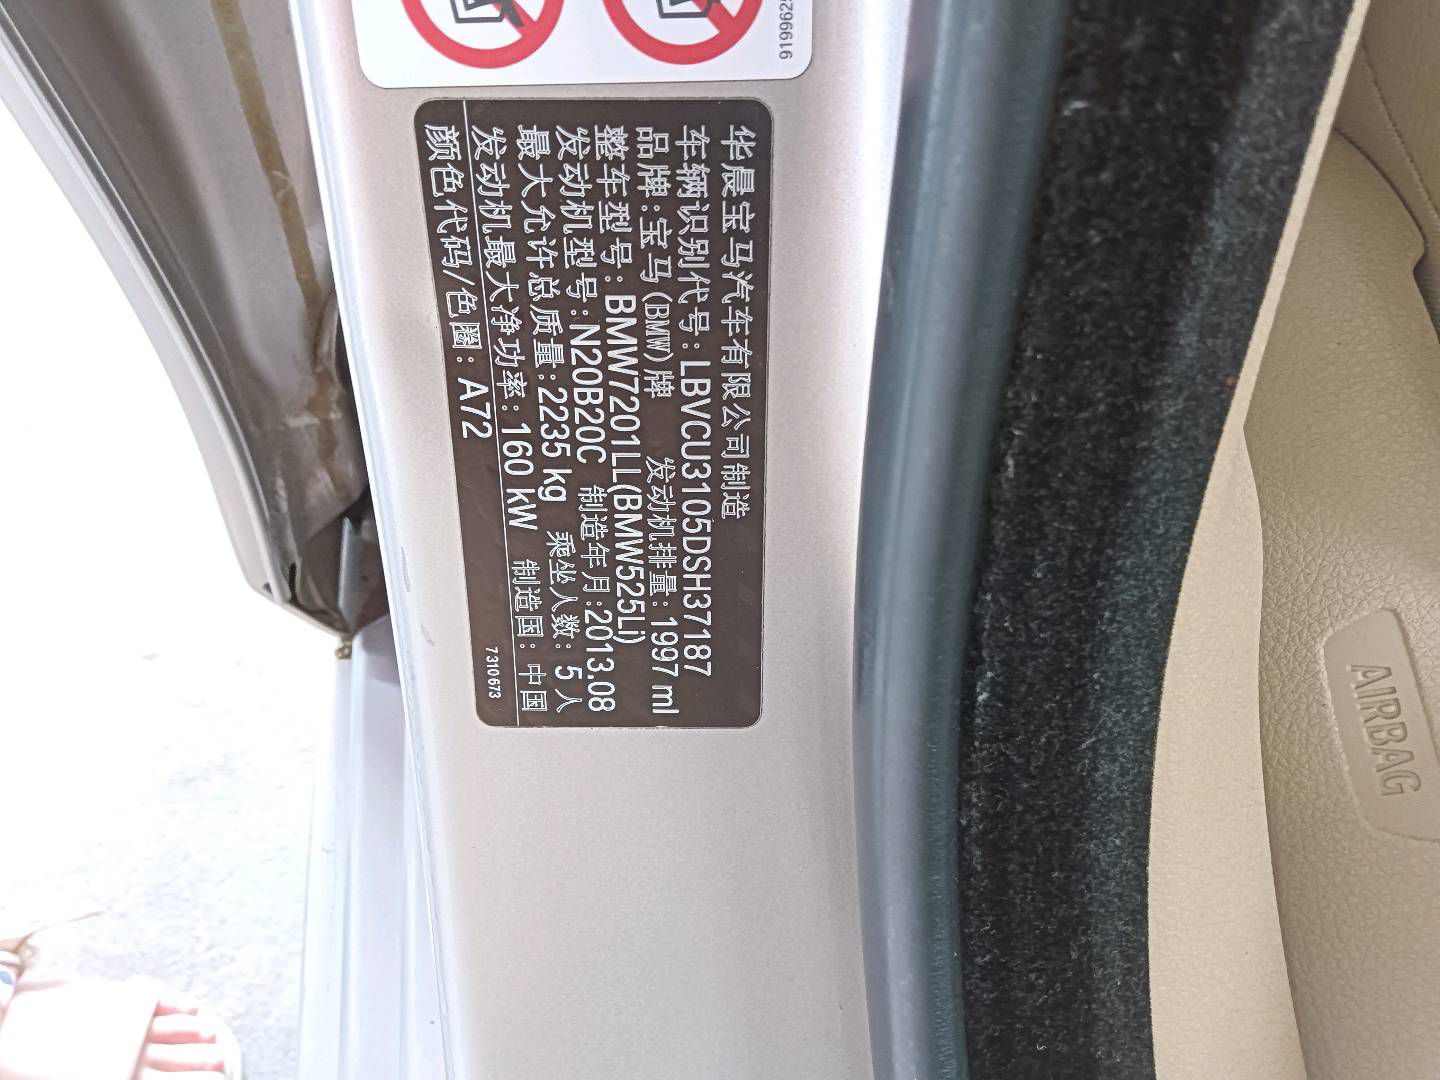 919962
华晨宝马汽车有限公司制造
车辆识别代号:LBVCU3105DSH37187
品牌:宝马(BMW)牌 发动机排量:1997 ml
整车型号:BMW7201LL(BMW525Li)
发动机型号:N20B20C 制造年月:2013.08
最大允许总质量:2235 kg 乘坐人数:5人
发动机最大净功率:160 kW 制造国:中国
颜色代码/色圈:A72
7310673
AIRBAG